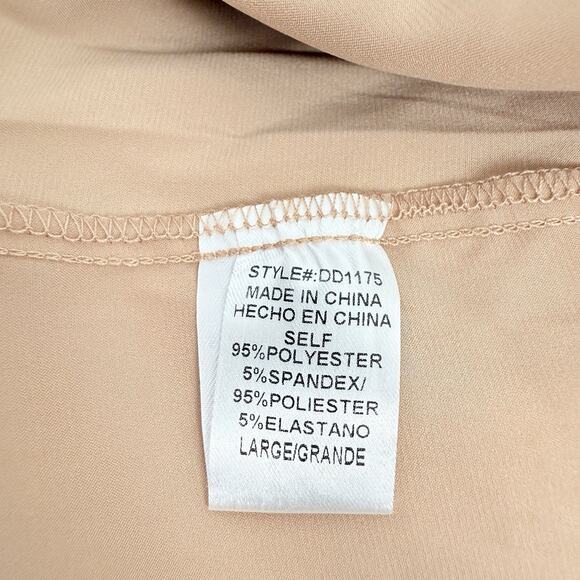 STYLE#:DD1175
MADE IN CHINA
HECHO EN CHINA
SELF
95%POLYESTER
5%SPANDEX/
95%POLIESTER
5%ELASTANO
LARGE/GRANDE